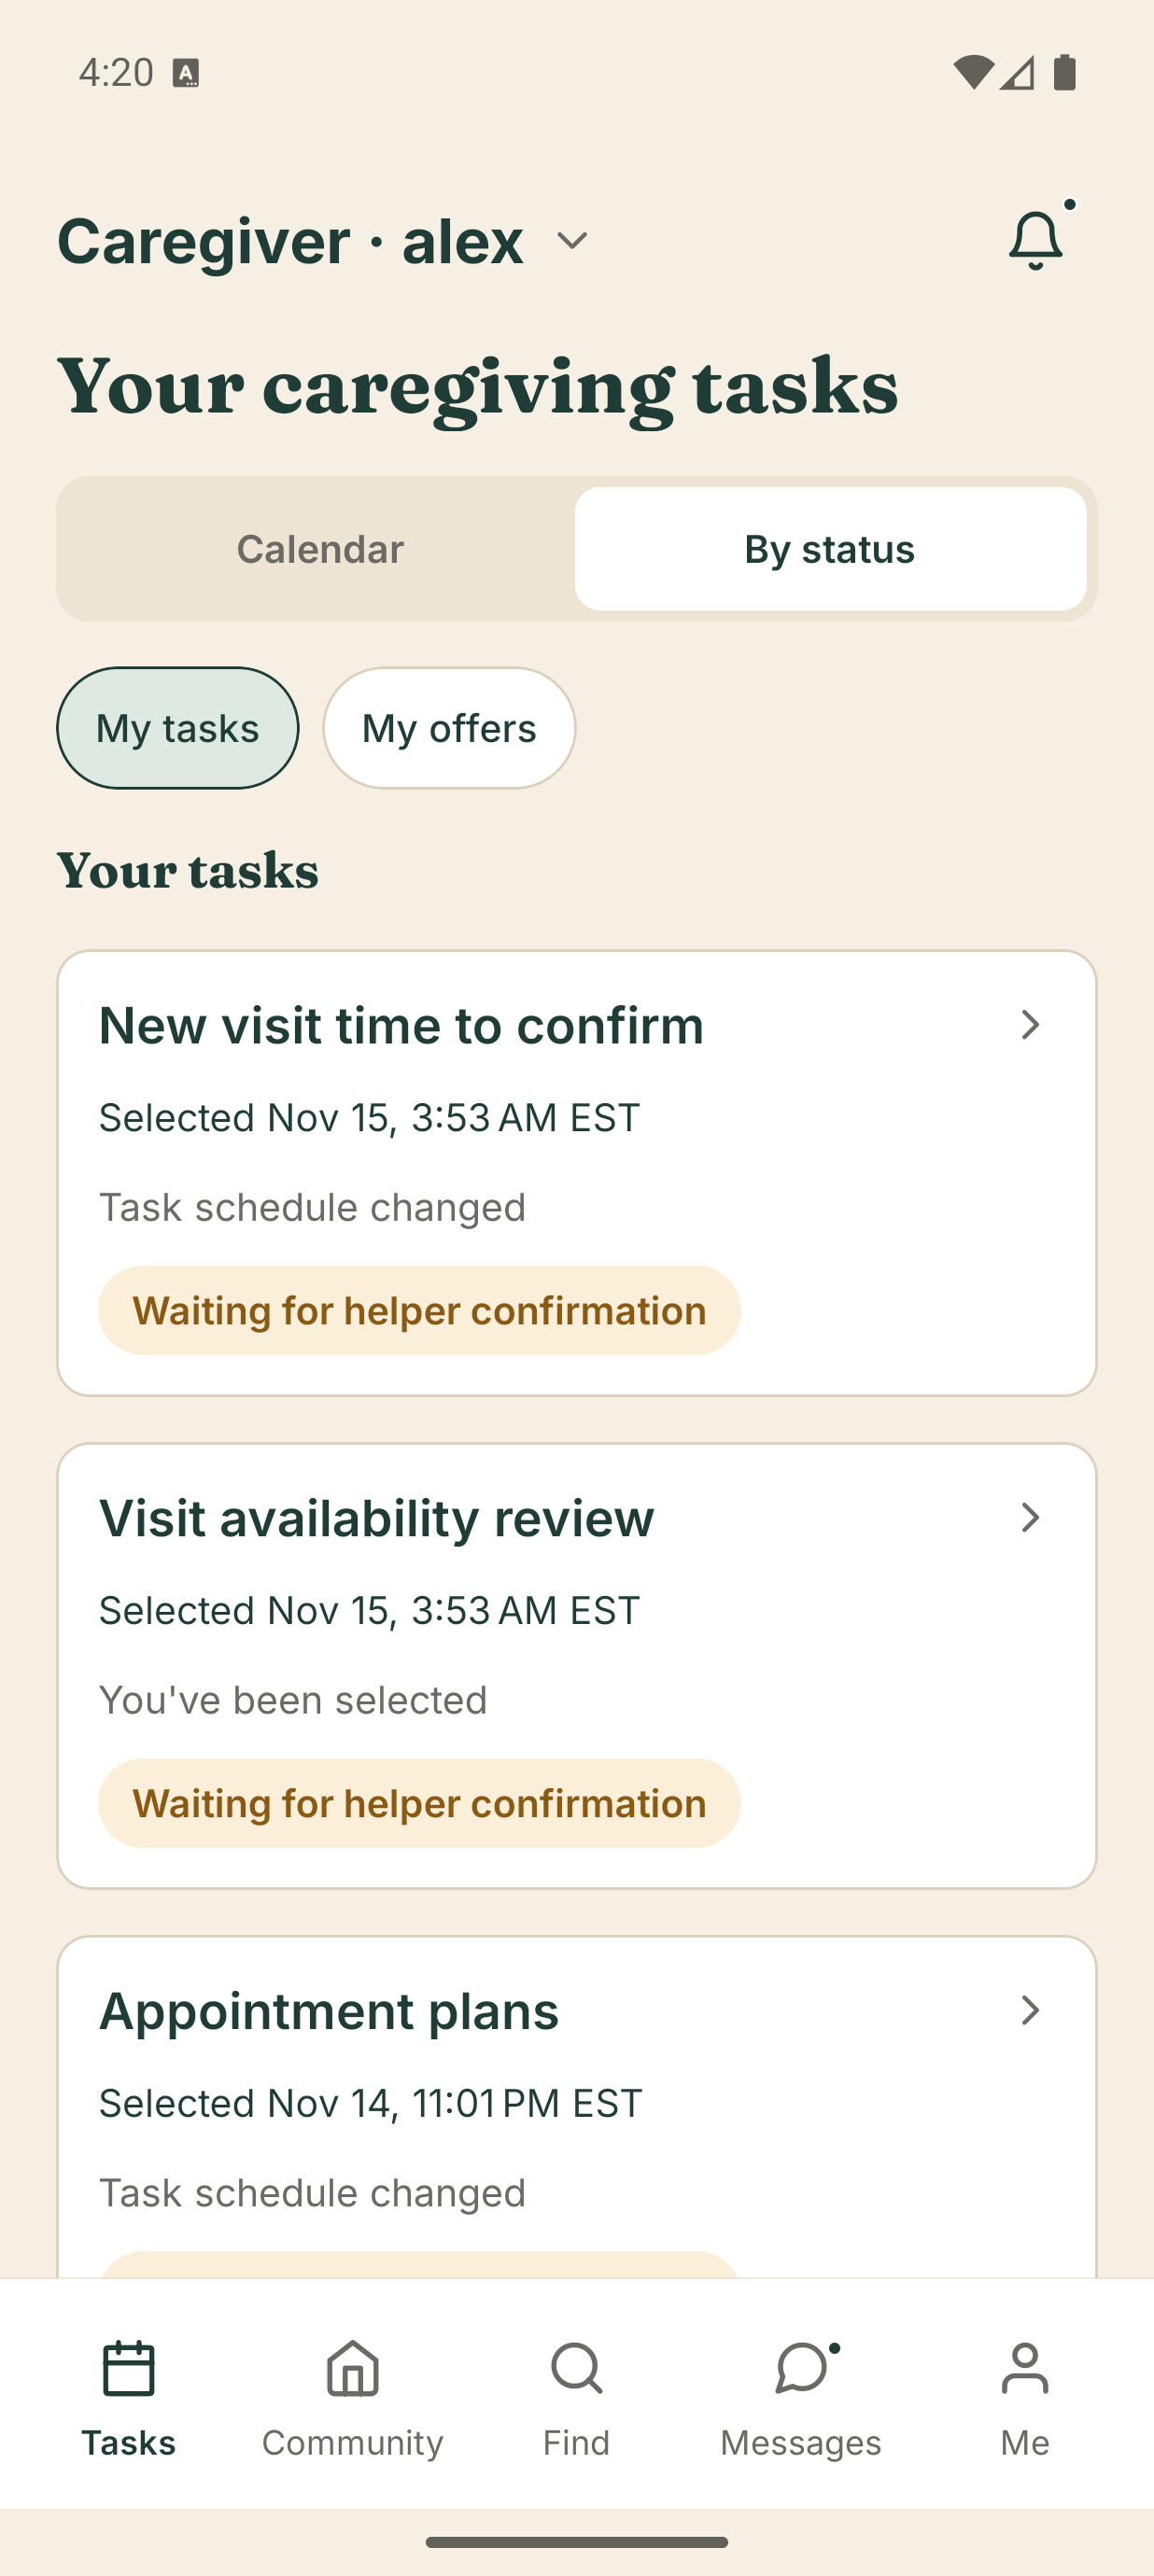 4:20
Caregiver · alex
Your caregiving tasks
Calendar
By status
My tasks
My offers
Your tasks
New visit time to confirm
Selected Nov 15, 3:53 AM EST
Task schedule changed
Waiting for helper confirmation
Visit availability review
Selected Nov 15, 3:53 AM EST
You've been selected
Waiting for helper confirmation
Appointment plans
Selected Nov 14, 11:01 PM EST
Task schedule changed
Tasks
Community
Find
Messages
Me